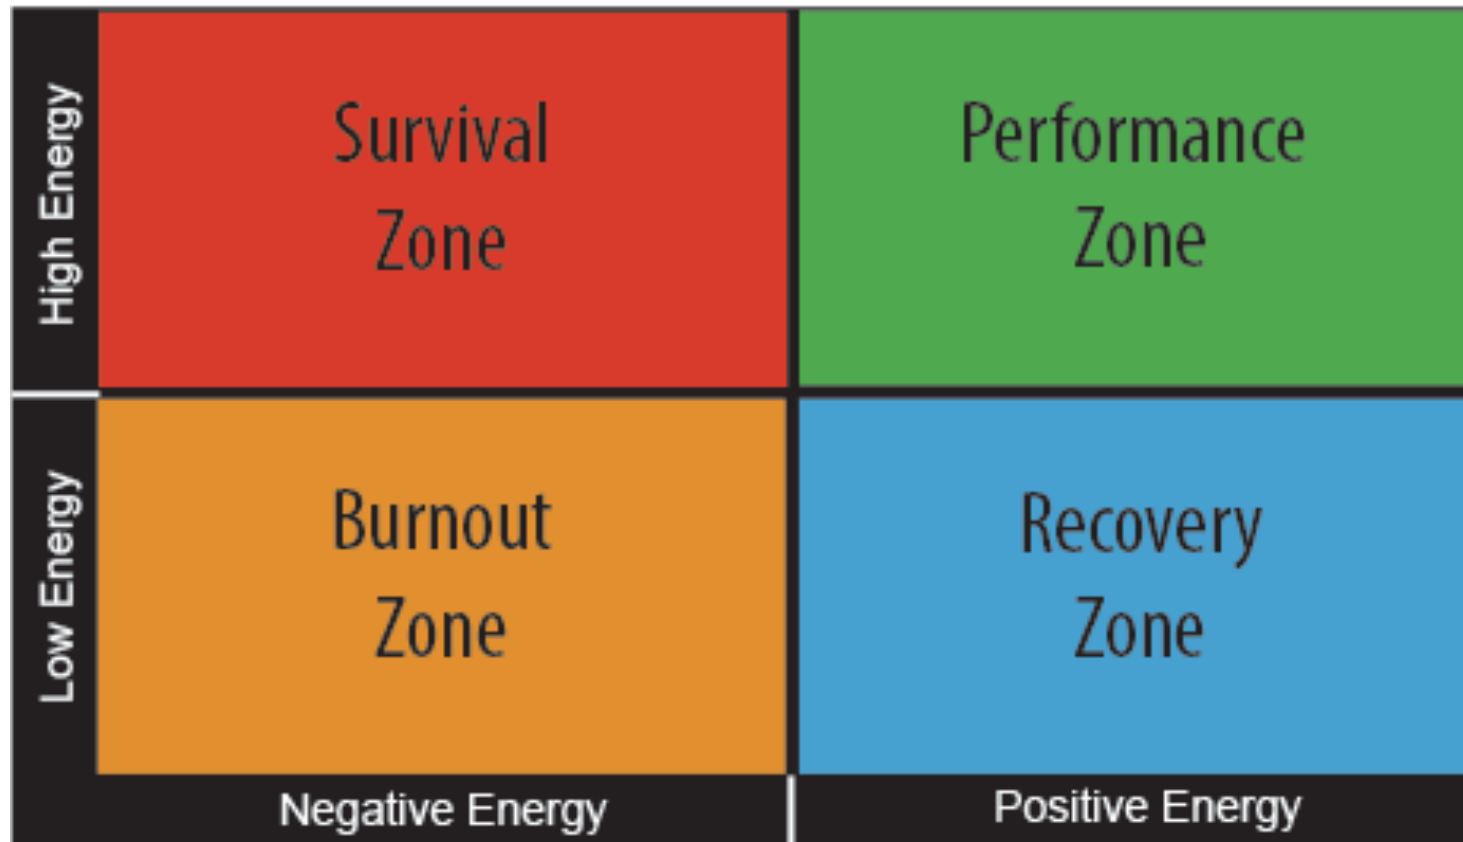 High Energy
Survival
Zone
Performance
Zone
Low Energy
Burnout
Zone
Recovery
Zone
Negative Energy
Positive Energy